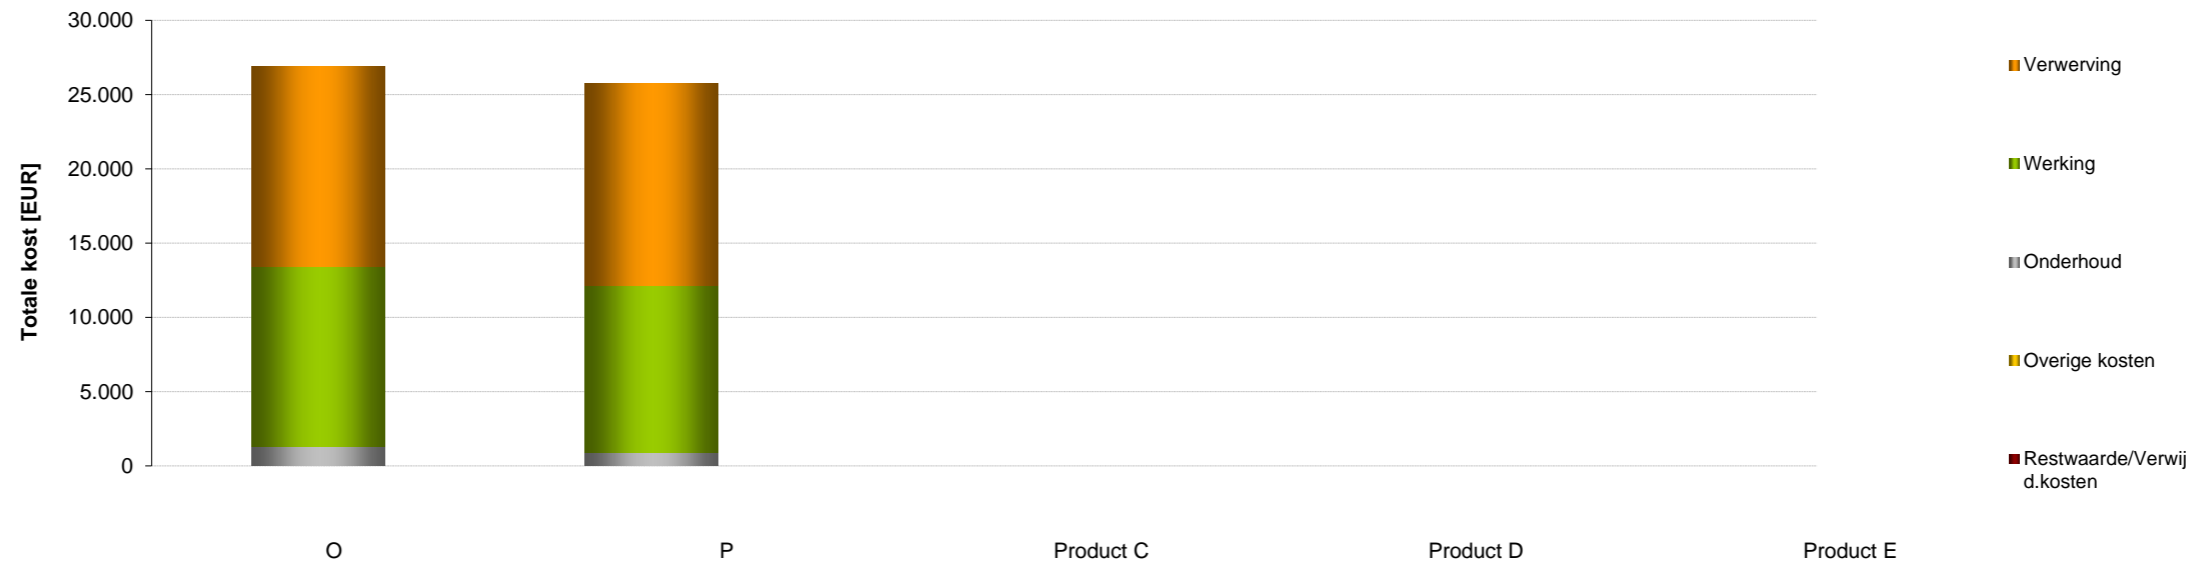 Totale kost [EUR]
30.000
25.000
20.000
15.000
10.000
5.000
0
O
P
Product C
Product D
Product E
Verwerving
Werking
Onderhoud
Overige kosten
Restwaarde/Verwij
d.kosten